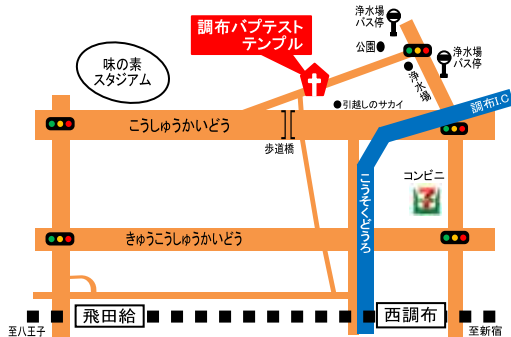 浄水場
バス停
調布バプテスト
テンプル
公園
浄水場
バス停
味の素
スタジアム
浄水場
引越しのサカイ
調布I.C
こうしゅうかいどう
歩道橋
コンビニ
7
こうそくどうろ
きゅうこうしゅうかいどう
飛田給
西調布
至八王子
至新宿